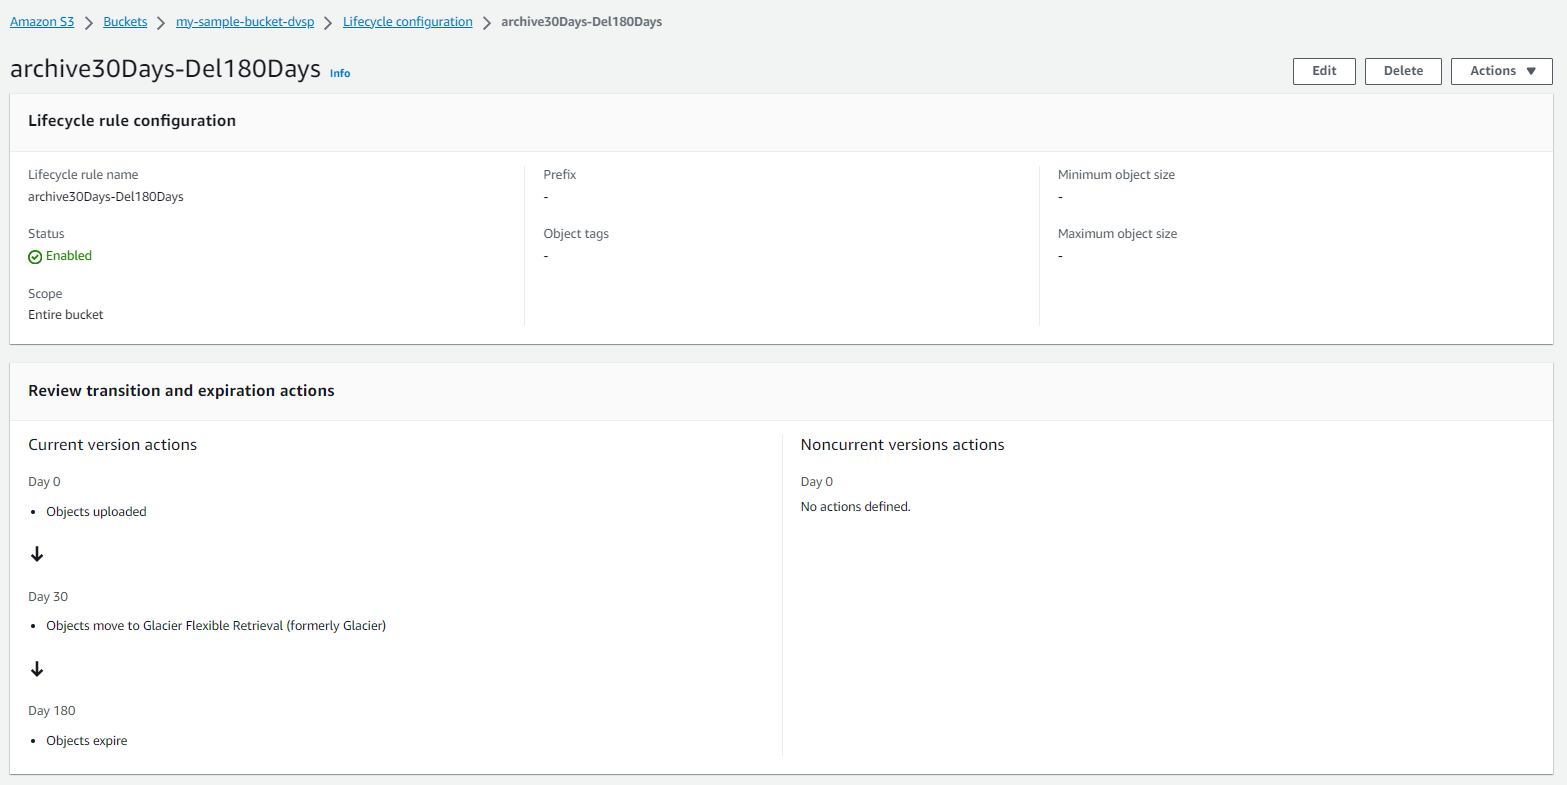 Amazon S3 > Buckets > my-sample-bucket-dvsp > Lifecycle configuration > archive30Days-Del180Days
archive30Days-Del180Days Info
Edit Delete Actions ▼
Lifecycle rule configuration
Lifecycle rule name
archive30Days-Del180Days
Status
Enabled
Scope
Entire bucket
Prefix
-
Object tags
-
Minimum object size
-
Maximum object size
-
Review transition and expiration actions
Current version actions
Day 0
• Objects uploaded
↓
Day 30
• Objects move to Glacier Flexible Retrieval (formerly Glacier)
↓
Day 180
• Objects expire
Noncurrent versions actions
Day 0
No actions defined.